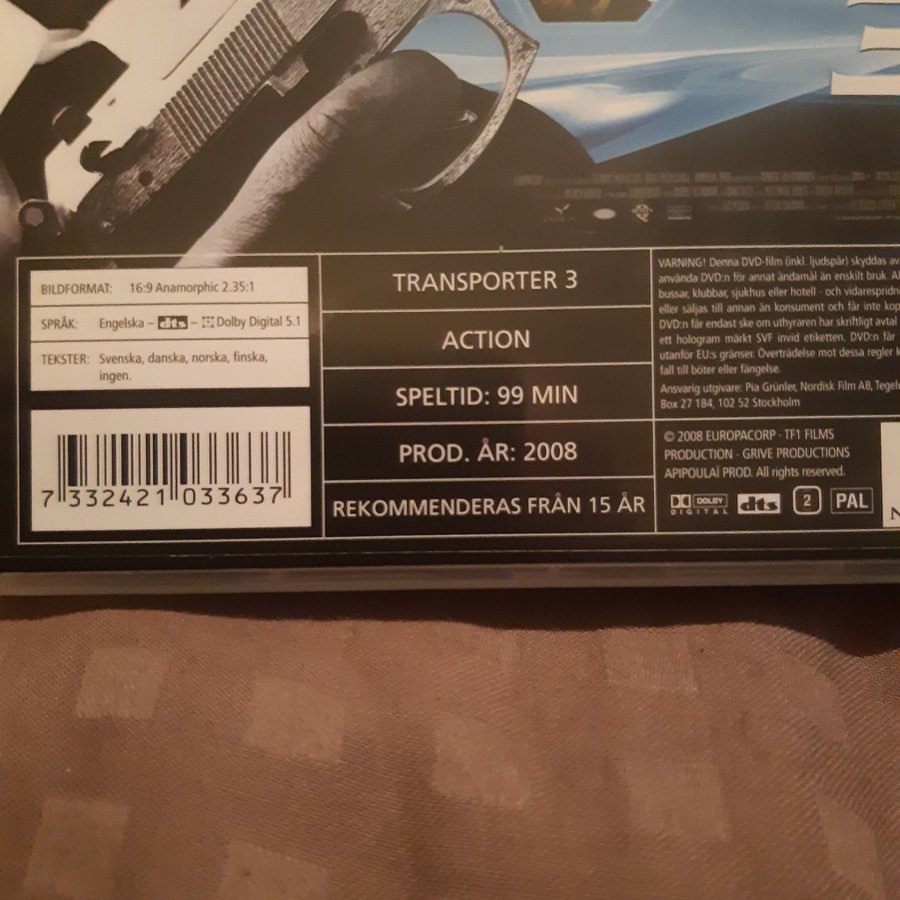 BILDFORMAT: 16:9 Anamorphic 2.35:1
SPRÅK: Engelska – dts – Dolby Digital 5.1
TEKSTER: Svenska, danska, norska, finska,
ingen.
7 332421 033637
TRANSPORTER 3
ACTION
SPELTID: 99 MIN
PROD. ÅR: 2008
REKOMMENDERAS FRÅN 15 ÅR
VARNING! Denna DVD-film (inkl. ljudspår) skyddas av
använda DVD:n för annat ändamål än enskilt bruk.
bussar, klubbar, sjukhus eller hotell - och vidarespridn
eller säljas till annan än konsument och får inte kop
DVD:n får endast ske om uthyraren har skriftligt avtal
ett hologram märkt SVF invid etiketten. DVD:n får
utanför EU:s gränser. Överträdelse mot dessa regler k
fall till böter eller fängelse.
Ansvarig utgivare: Pia Grünler, Nordisk Film AB, Tegel
Box 27 184, 102 52 Stockholm
© 2008 EUROPACORP - TF1 FILMS
PRODUCTION - GRIVE PRODUCTIONS
APIPOULAÏ PROD. All rights reserved.
DOLBY DIGITAL dts 2 PAL